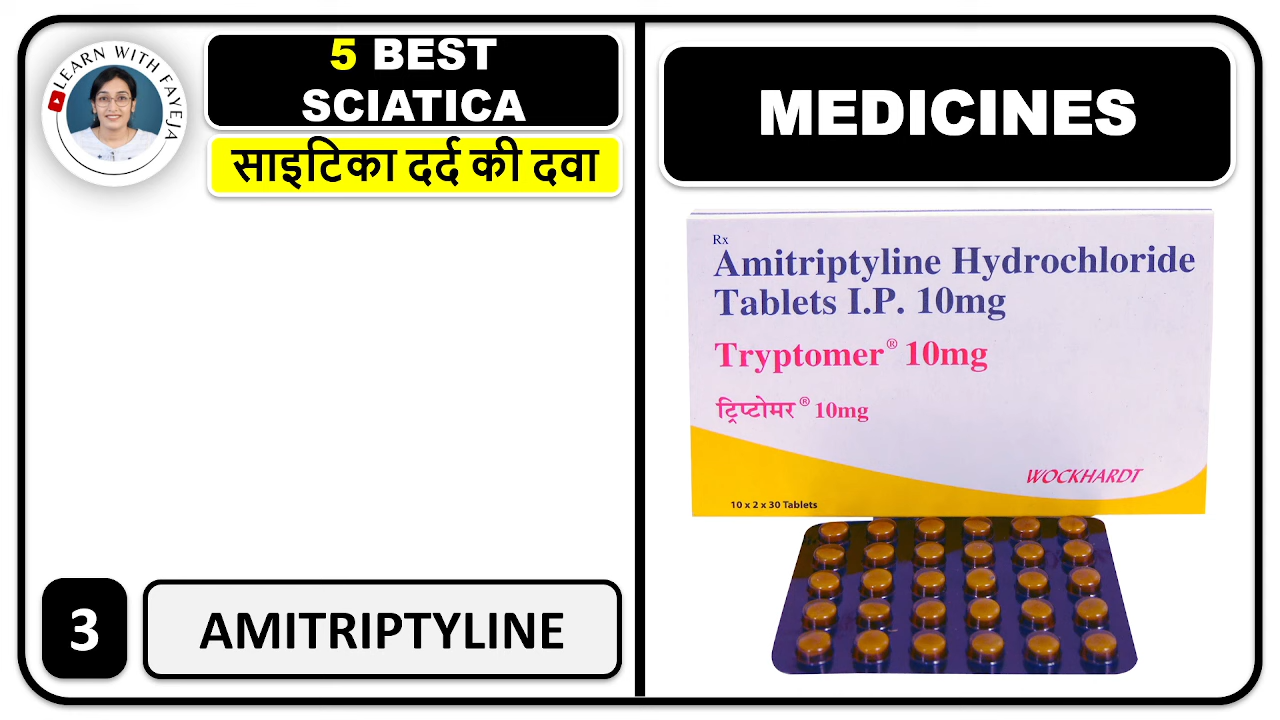 LEARN WITH FAYEJA
5 BEST
SCIATICA
साइटिका दर्द की दवा
MEDICINES
Rx
Amitriptyline Hydrochloride
Tablets I.P. 10mg
Tryptomer® 10mg
ट्रिप्टोमर® 10mg
WOCKHARDT
10 x 2 x 30 Tablets
3
AMITRIPTYLINE